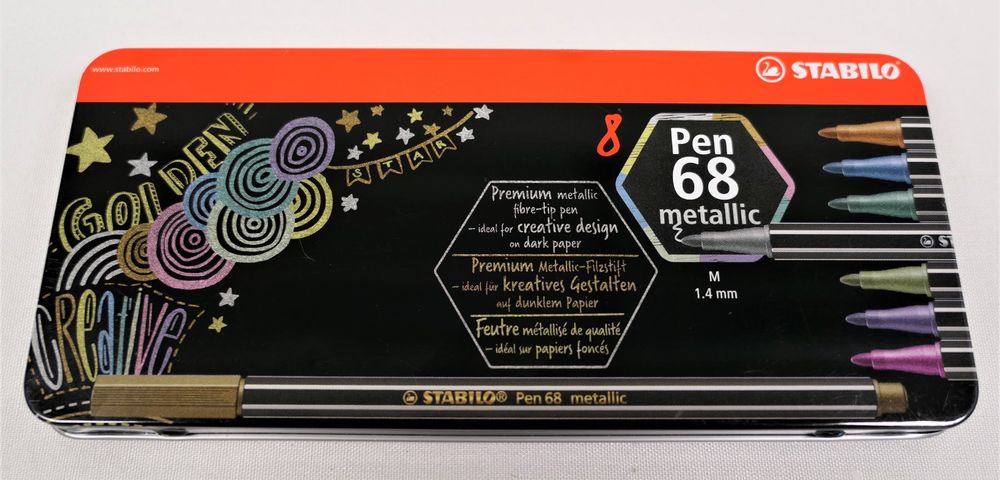 www.stabilo.com
STABILO®
GOLDEN
STAR
CREATIVE
8
Pen
68
metallic
M
1.4 mm
Premium metallic
fibre-tip pen
– ideal for creative design
on dark paper
Premium Metallic-Filzstift
– ideal für kreatives Gestalten
auf dunklem Papier
Feutre métallisé de qualité
– idéal sur papiers foncés
STABILO® Pen 68 metallic